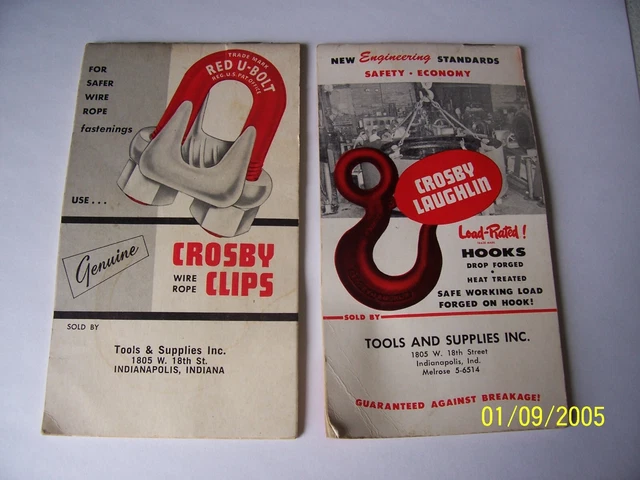 FOR
SAFER
WIRE
ROPE
fastenings
TRADE MARK
RED U-BOLT
REG. U.S. PAT. OFFICE
USE...
Genuine
CROSBY
WIRE ROPE CLIPS
SOLD BY
Tools & Supplies Inc.
1805 W. 18th St.
INDIANAPOLIS, INDIANA
NEW Engineering STANDARDS
SAFETY · ECONOMY
CROSBY
LAUGHLIN
Load-Rated!
HOOKS
DROP FORGED
•
HEAT TREATED
SAFE WORKING LOAD
FORGED ON HOOK!
SOLD BY
TOOLS AND SUPPLIES INC.
1805 W. 18th Street
Indianapolis, Ind.
Melrose 5-6514
GUARANTEED AGAINST BREAKAGE!
01/09/2005